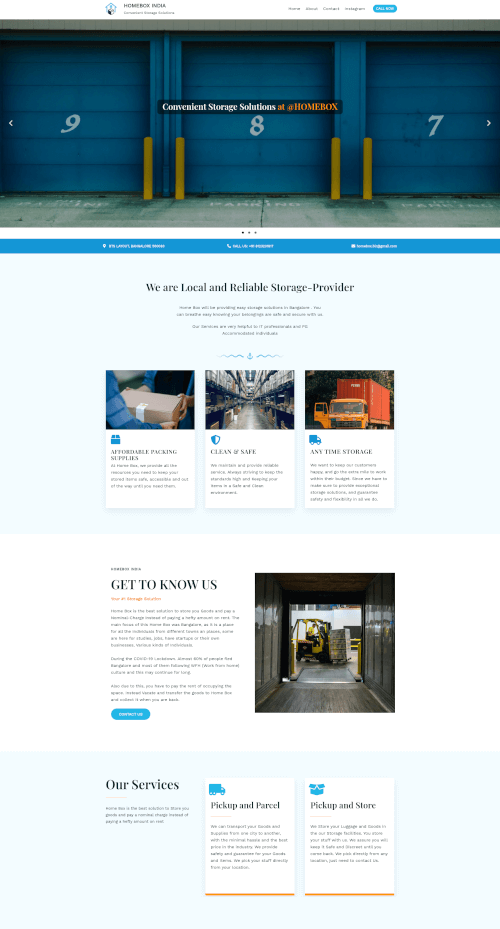 HOMEBOX INDIA
Convenient Storage Solutions
Home About Contact Instagram CALL NOW
9 8 7
Convenient Storage Solutions at @HOMEBOX
BTM LAYOUT, BANGALORE
CALL US:
We are Local and Reliable Storage-Provider
Home Box will be providing easy storage solutions in Bangalore. You
can breathe easy knowing your belongings are safe and secure with us
Our Services are very helpful to IT professionals and PG
Accommodated individuals
AFFORDABLE PACKING
SUPPLIES
At Home Box, we provide all the
resources you need to keep your
stored items safe, accessible and out
of the way until you need them.
CLEAN & SAFE
We maintain and provide reliable
service. Always striving to keep the
standards high and keeping your
items in a Safe and Clean
environment.
ANY TIME STORAGE
We want to keep our customers
happy, and go the extra mile to work
within their budget. Since we have to
make sure to provide exceptional
storage solutions, and guarantee
safety and flexibility in all we do.
HOMEBOX INDIA
GET TO KNOW US
Your #1 Storage Solution
Home Box is the best solution to store you Goods and pay a
Nominal Charge instead of paying a hefty amount on rent. The
main focus of this Home Box was Bangalore, as it is a place
for all the individuals from different towns an places, some
are here for studies, jobs, have startups or their own
businesses, various kinds of individuals.
During the COVID-19 Lockdown, Almost 50% of people fled
Bangalore and most of them following WFH (Work from home)
culture and this may continue for long.
Also due to this, you have to pay the rent of occupying the
space. Instead Vacate and transfer the goods to Home Box
and collect it when you are back.
CONTACT US
Our Services
Home Box is the best solution to Store you
goods and pay a nominal charge instead of
paying a hefty amount on rent
Pickup and Parcel
We can transport your Goods and
Supplies from one city to another,
with the minimal hassle and the best
price in the industry. We provide
safety and guarantee for your Goods
and items. We pick your stuff directly
from your location.
Pickup and Store
We Store your Luggage and Goods in
the our Storage facilities. You store
your stuff with us. We assure you will
keep it Safe and Discreet until you
come back. We pick directly from any
location, just need to contact Us.